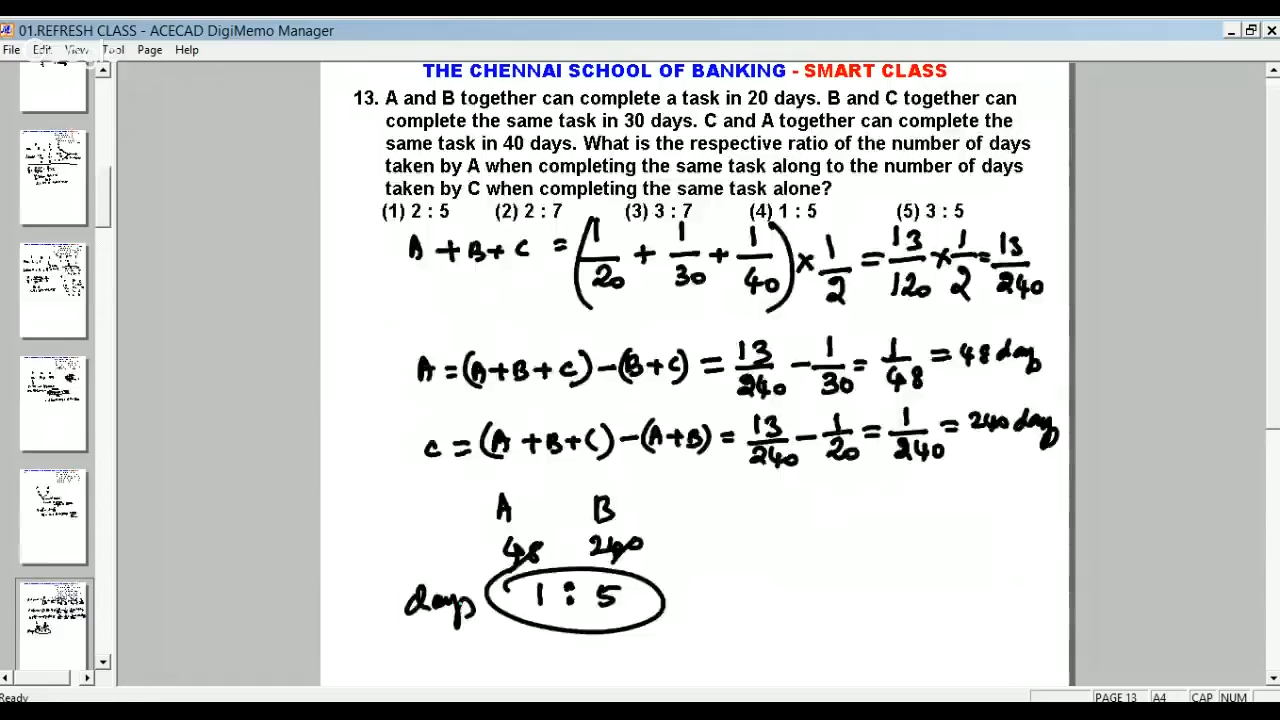 01.REFRESH CLASS - ACECAD DigiMemo Manager
File Edit View Tool Page Help
THE CHENNAI SCHOOL OF BANKING - SMART CLASS
13. A and B together can complete a task in 20 days. B and C together can
complete the same task in 30 days. C and A together can complete the
same task in 40 days. What is the respective ratio of the number of days
taken by A when completing the same task along to the number of days
taken by C when completing the same task alone?
(1) 2 : 5 (2) 2 : 7 (3) 3 : 7 (4) 1 : 5 (5) 3 : 5
A + B + C = (1/20 + 1/30 + 1/40) × 1/2 = 13/120 × 1/2 = 13/240
A = (A + B + C) - (B + C) = 13/240 - 1/30 = 1/48 = 48 day
C = (A + B + C) - (A + B) = 13/240 - 1/20 = 1/240 = 240 day
A B
48 240
days 1 : 5
Ready PAGE 13 A4 CAP NUM